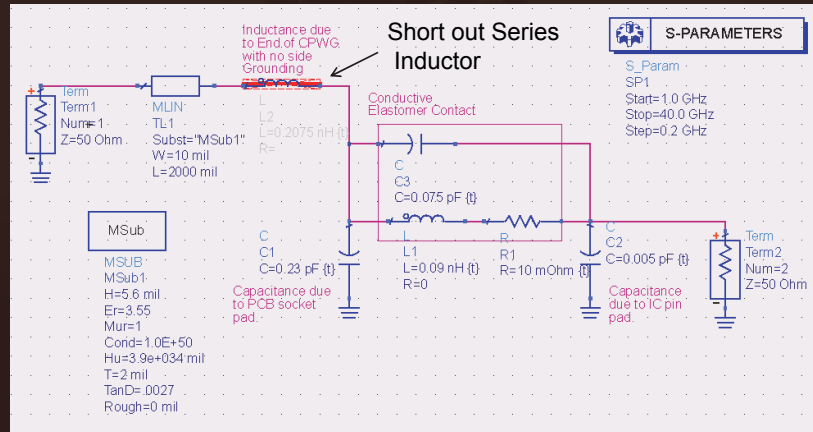 Inductance due
to End of CPWG
with no side
Grounding
Short out Series
Inductor
S-PARAMETERS
S_Param
SP1
Start=1.0 GHz
Stop=40.0 GHz
Step=0.2 GHz
+
Term
Term1
Num=1
Z=50 Ohm
-
MLIN
TL1
Subst="MSub1"
W=10 mil
L=2000 mil
L
L2
L=0.2075 nH {t}
R=
Conductive
Elastomer Contact
C
C3
C=0.075 pF {t}
MSub
MSUB
MSub1
H=5.6 mil
Er=3.55
Mur=1
Cond=1.0E+50
Hu=3.9e+034 mil
T=2 mil
TanD=.0027
Rough=0 mil
C
C1
C=0.23 pF {t}
Capacitance due
to PCB socket
pad.
L
L1
L=0.09 nH {t}
R=0
R
R1
R=10 mOhm {t}
C
C2
C=0.005 pF {t}
Capacitance
due to IC pin
pad.
+
Term
Term2
Num=2
Z=50 Ohm
-